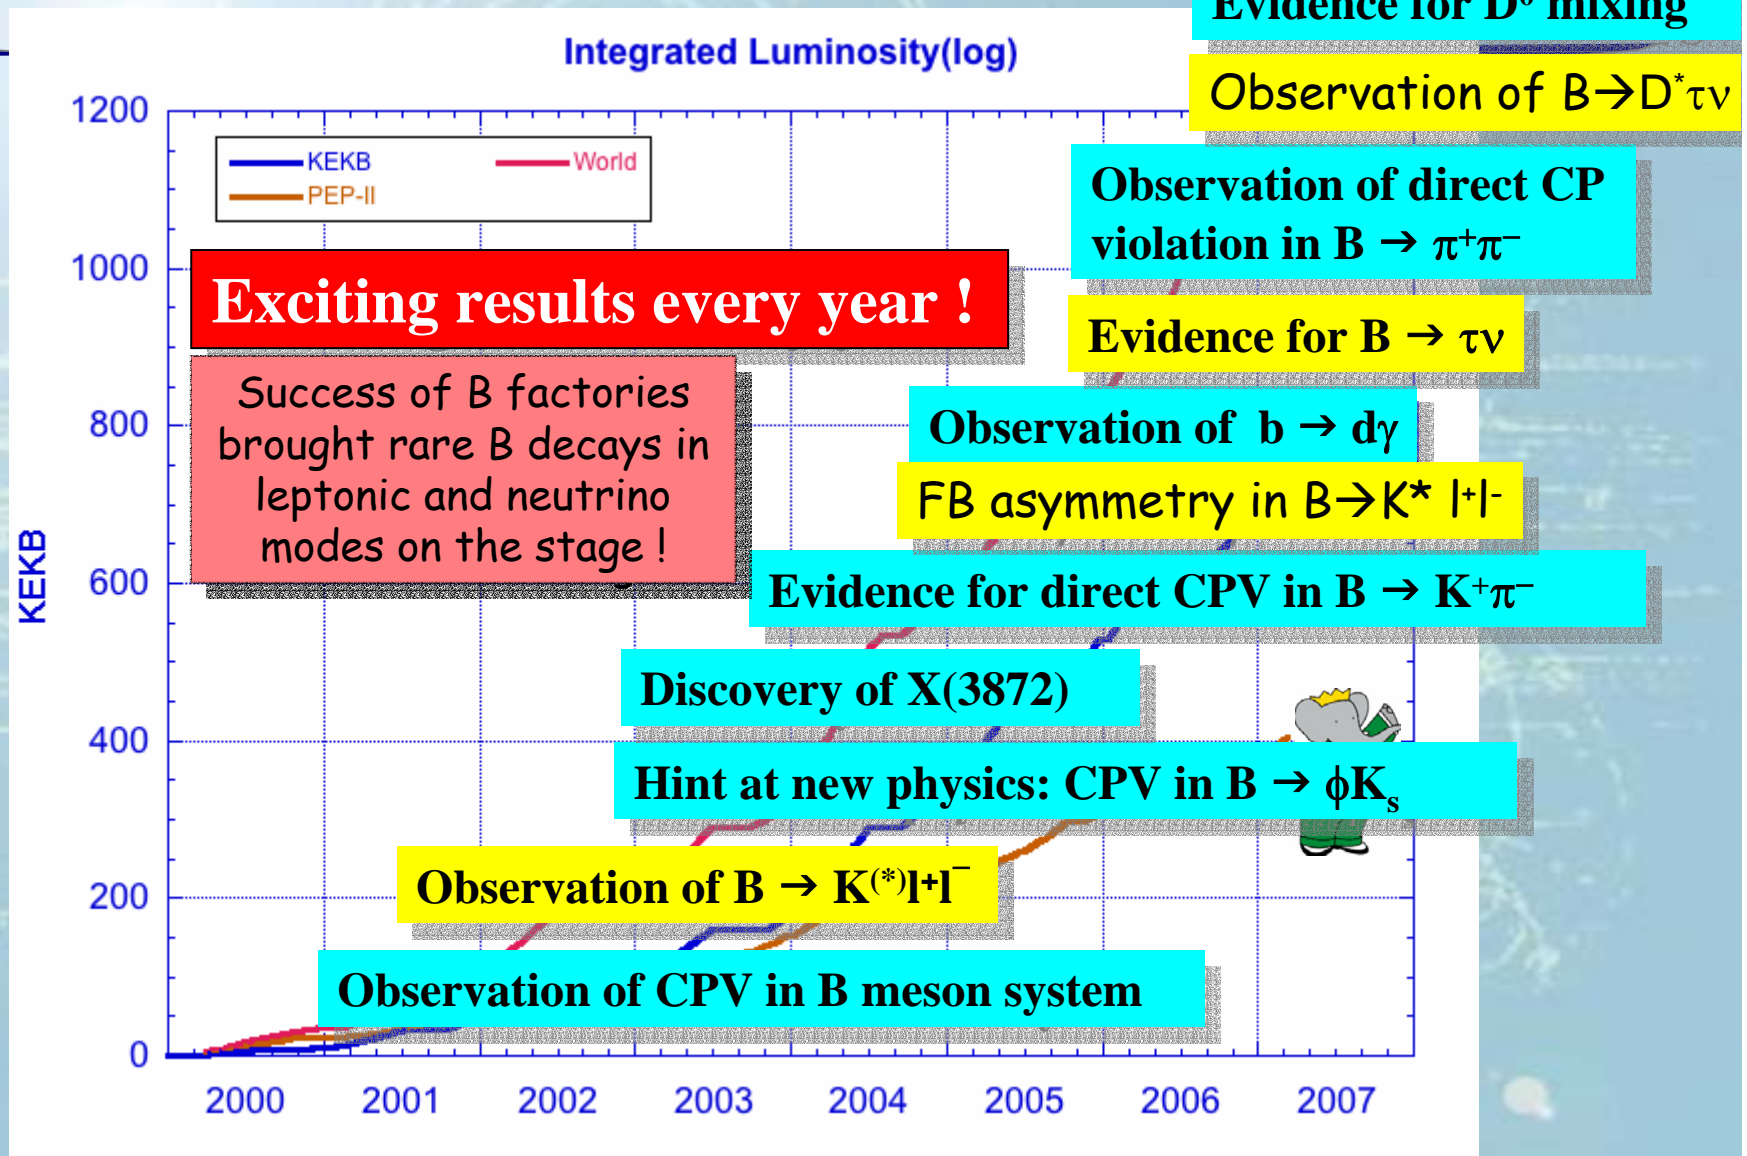 Evidence for D⁰ mixing
Integrated Luminosity(log)
Observation of B→D*τν
1200
KEKB
World
PEP-II
Observation of direct CP
violation in B → π⁺π⁻
1000
Exciting results every year !
Evidence for B → τν
Success of B factories
brought rare B decays in
leptonic and neutrino
modes on the stage !
800
Observation of b → dγ
FB asymmetry in B→K* l⁺l⁻
KEKB
600
Evidence for direct CPV in B → K⁺π⁻
Discovery of X(3872)
400
Hint at new physics: CPV in B → ϕKₛ
200
Observation of B → K⁽*⁾l⁺l⁻
Observation of CPV in B meson system
0
2000 2001 2002 2003 2004 2005 2006 2007